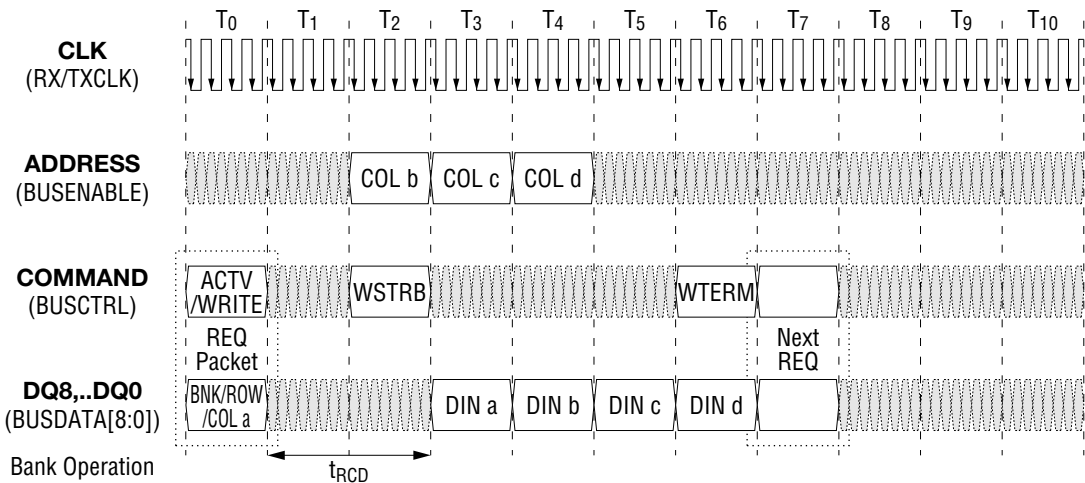 T0 T1 T2 T3 T4 T5 T6 T7 T8 T9 T10
CLK
(RX/TXCLK)
ADDRESS
(BUSENABLE)
COL b COL c COL d
COMMAND
(BUSCTRL)
ACTV
/WRITE
WSTRB
WTERM
REQ
Packet
Next
REQ
DQ8,..DQ0
(BUSDATA[8:0])
BNK/ROW
/COL a
DIN a DIN b DIN c DIN d
Bank Operation
tRCD